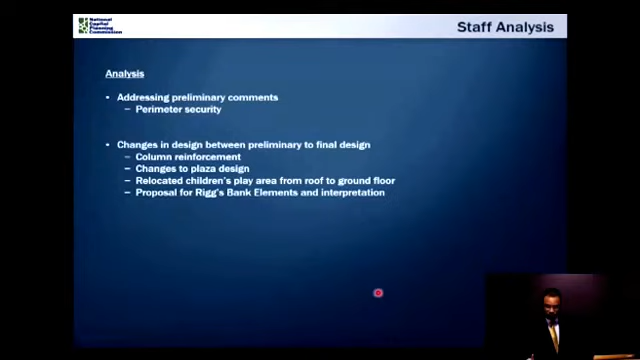 National
Capital
Planning
Commission
Staff Analysis
Analysis
• Addressing preliminary comments
– Perimeter security
• Changes in design between preliminary to final design
– Column reinforcement
– Changes to plaza design
– Relocated children's play area from roof to ground floor
– Proposal for Rigg's Bank Elements and interpretation